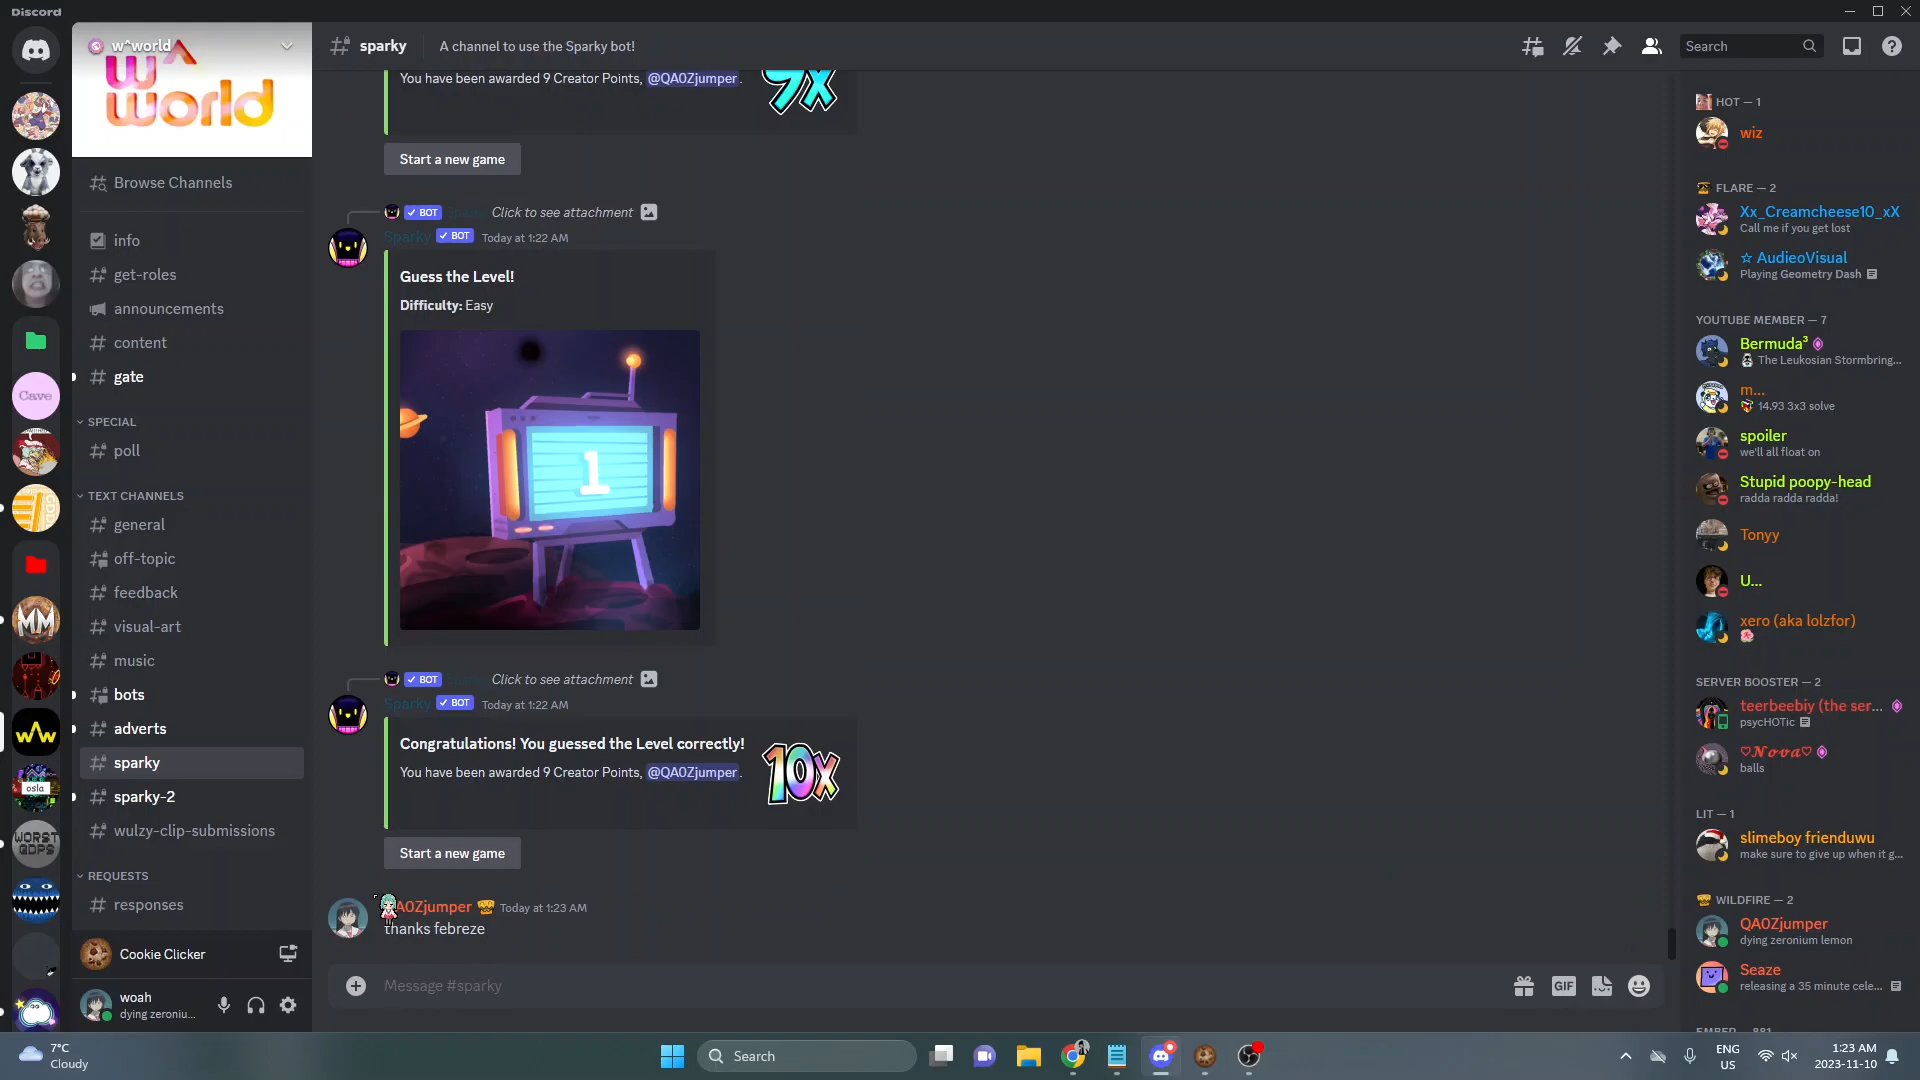 Discord
w^world
w^
world
Browse Channels
info
get-roles
announcements
content
gate
SPECIAL
poll
TEXT CHANNELS
general
off-topic
feedback
visual-art
music
bots
adverts
sparky
sparky-2
wulzy-clip-submissions
REQUESTS
responses
Cookie Clicker
woah
dying zeroniu...
Cave
MM
osla
WORST
GDPS
sparky
A channel to use the Sparky bot!
Search
You have been awarded 9 Creator Points, @QA0Zjumper.
9X
Start a new game
BOT Click to see attachment
Sparky BOT Today at 1:22 AM
Guess the Level!
Difficulty: Easy
1
BOT Click to see attachment
Sparky BOT Today at 1:22 AM
Congratulations! You guessed the Level correctly!
You have been awarded 9 Creator Points, @QA0Zjumper.
10X
Start a new game
A0Zjumper Today at 1:23 AM
thanks febreze
Message #sparky
GIF
HOT — 1
wiz
FLARE — 2
Xx_Creamcheese10_xX
Call me if you get lost
☆ AudieoVisual
Playing Geometry Dash
YOUTUBE MEMBER — 7
Bermuda³
The Leukosian Stormbring...
m...
14.93 3x3 solve
spoiler
we'll all float on
Stupid poopy-head
radda radda radda!
Tonyy
U...
xero (aka lolzfor)
SERVER BOOSTER — 2
teerbeebiy (the ser...
psycHOTic
♡𝓝𝓸𝓿𝓪♡
balls
LIT — 1
slimeboy frienduwu
make sure to give up when it g...
WILDFIRE — 2
QA0Zjumper
dying zeronium lemon
Seaze
releasing a 35 minute cele...
7°C
Cloudy
Search
ENG
US
1:23 AM
2023-11-10